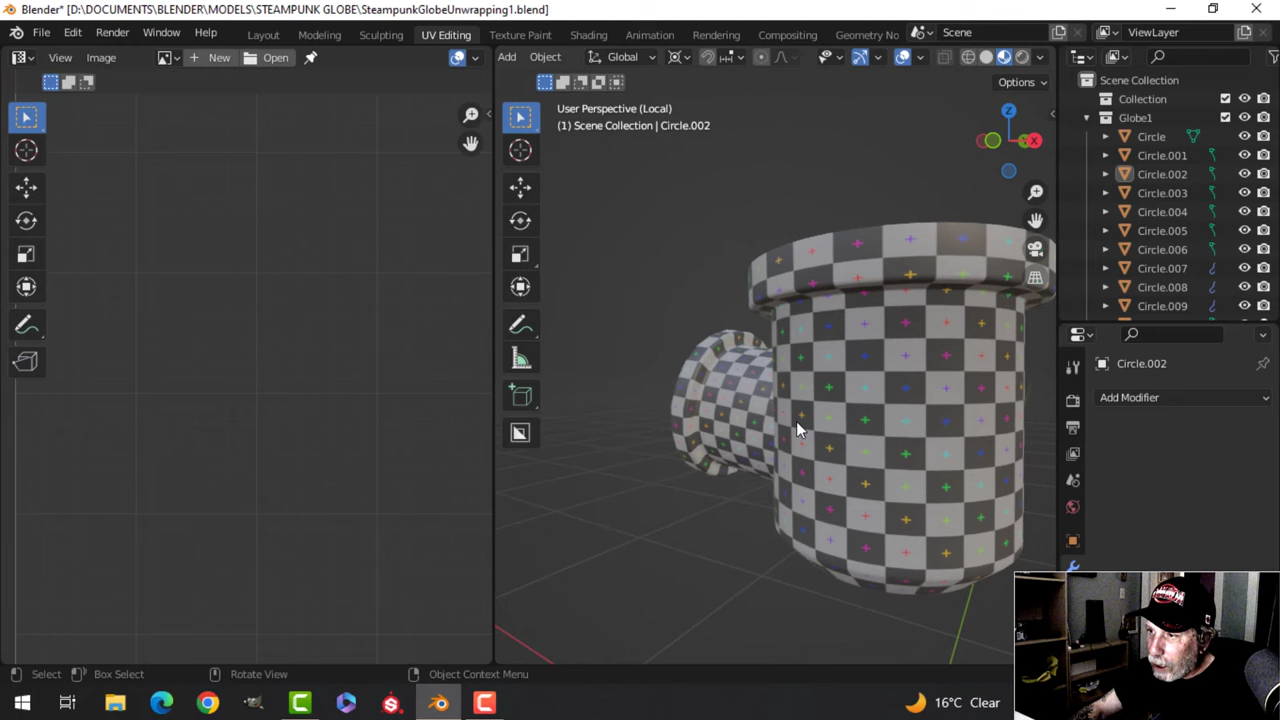 Blender* [D:\DOCUMENTS\BLENDER\MODELS\STEAMPUNK GLOBE\SteampunkGlobeUnwrapping1.blend]
File Edit Render Window Help Layout Modeling Sculpting UV Editing Texture Paint Shading Animation Rendering Compositing Geometry No Scene ViewLayer
View Image New Open Add Object Global
Options
User Perspective (Local)
(1) Scene Collection | Circle.002
Z
X
Scene Collection
Collection
Globe1
Circle
Circle.001
Circle.002
Circle.003
Circle.004
Circle.005
Circle.006
Circle.007
Circle.008
Circle.009
Circle.002
Add Modifier
Select Box Select Rotate View Object Context Menu
16°C Clear